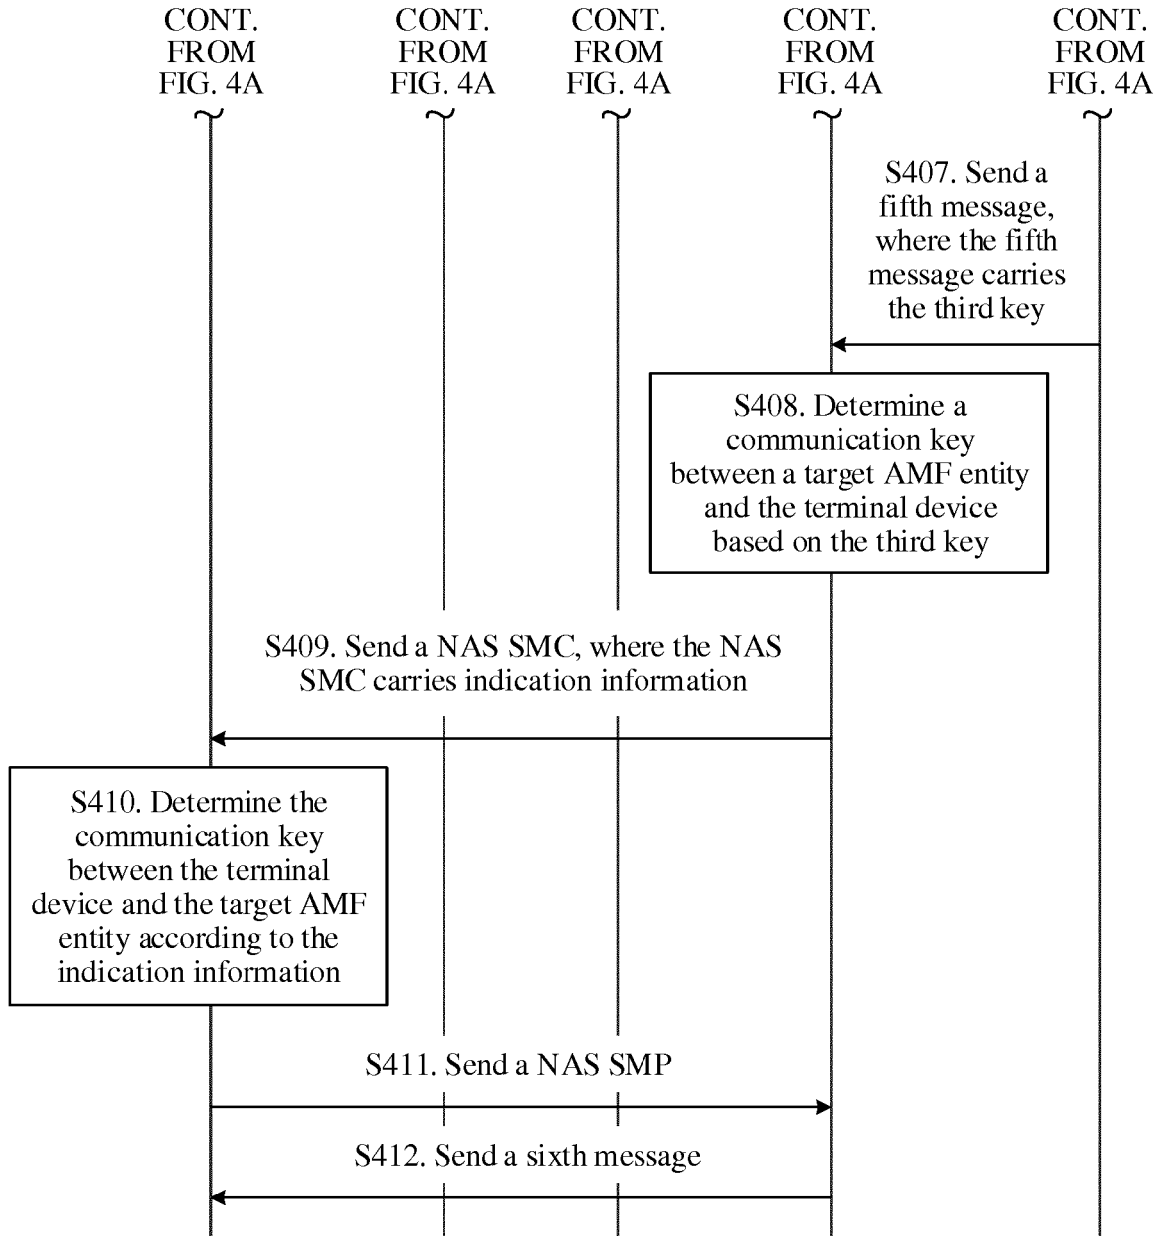 CONT.
FROM
FIG. 4A
CONT.
FROM
FIG. 4A
CONT.
FROM
FIG. 4A
CONT.
FROM
FIG. 4A
CONT.
FROM
FIG. 4A
S407. Send a
fifth message,
where the fifth
message carries
the third key
S408. Determine a
communication key
between a target AMF entity
and the terminal device
based on the third key
S409. Send a NAS SMC, where the NAS
SMC carries indication information
S410. Determine the
communication key
between the terminal
device and the target AMF
entity according to the
indication information
S411. Send a NAS SMP
S412. Send a sixth message